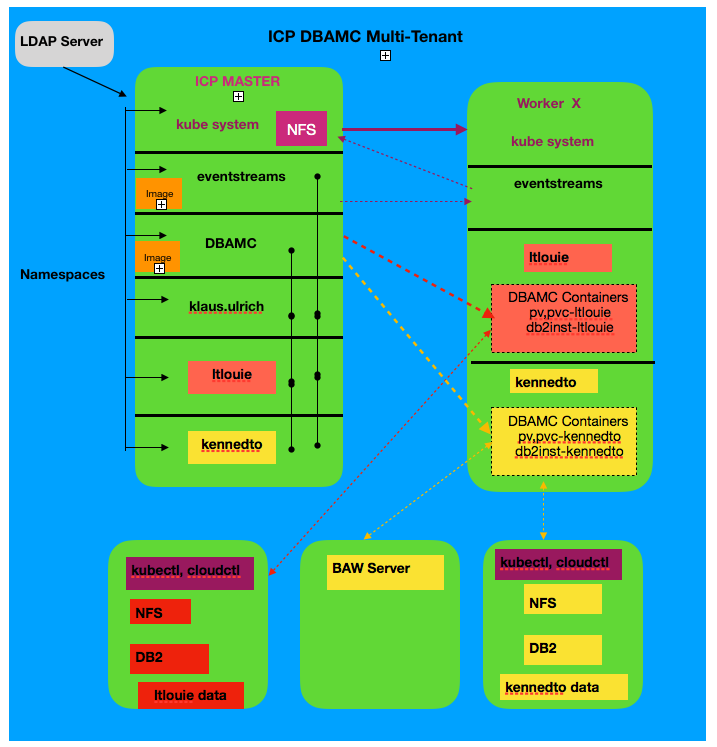 LDAP Server
ICP DBAMC Multi-Tenant
ICP MASTER
kube system
NFS
eventstreams
Image
DBAMC
Image
Namespaces
klaus.ulrich
ltlouie
kennedto
Worker X
kube system
eventstreams
ltlouie
DBAMC Containers
pv,pvc-ltlouie
db2inst-ltlouie
kennedto
DBAMC Containers
pv,pvc-kennedto
db2inst-kennedto
kubectl, cloudctl
NFS
DB2
ltlouie data
BAW Server
kubectl, cloudctl
NFS
DB2
kennedto data